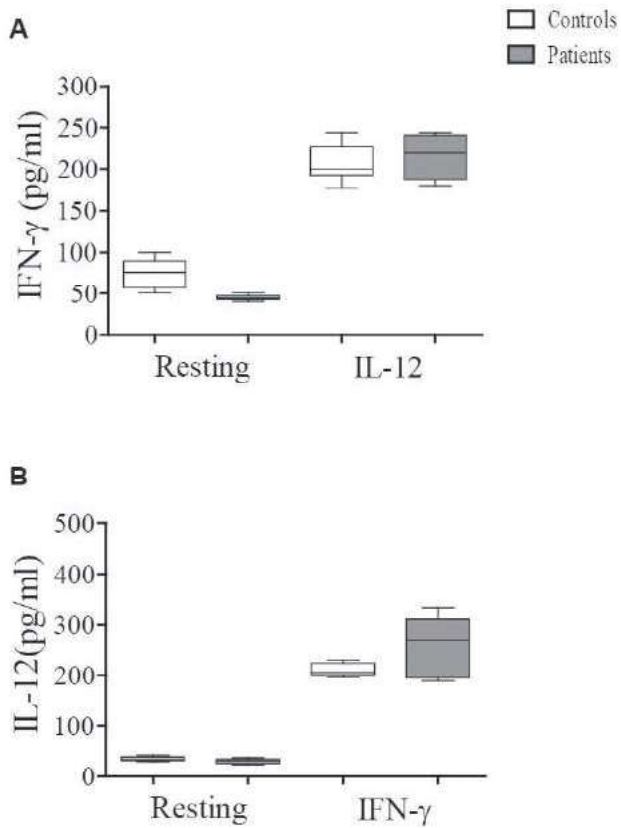 A
Controls
Patients
IFN-γ (pg/ml)
300
250
200
150
100
50
0
Resting IL-12
B
IL-12(pg/ml)
500
400
300
200
100
0
Resting IFN-γ